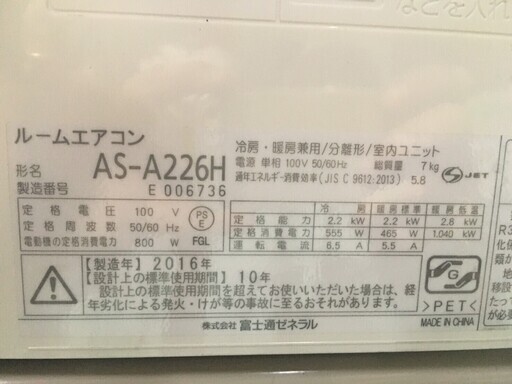 などを入れ
ルームエアコン
形名 AS-A226H
製造番号 E 006736
冷房・暖房兼用/分離形/室内ユニット
電源 単相 100V 50/60Hz 総質量 7kg
通年エネルギー消費効率(JIS C 9612:2013) 5.8
JET
定格電圧 100 V
定格周波数 50/60 Hz
電動機の定格消費電力 800 W
PSE
FGL
冷房 暖房標準 暖房低温
定格能力 2.2 kW 2.2 kW 2.6 kW
定格消費電力 555 W 465 W 1.040 kW
運転電流 6.5 A 5.5 A
【製造年】2016年
【設計上の標準使用期間】10年
設計上の標準使用期間を超えてお使いいただいた場合は、経
年劣化による発火・けが等の事故に至るおそれがあります。
G
>PET<
MADE IN CHINA
株式会社 富士通ゼネラル